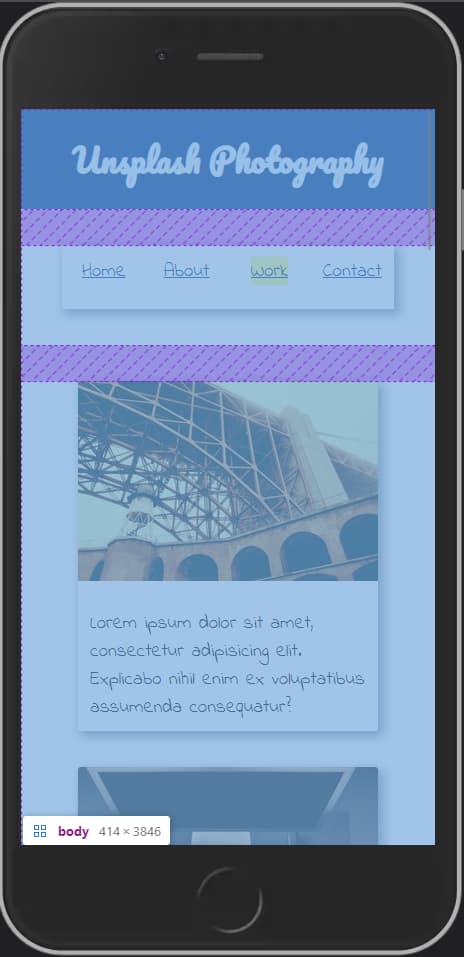 Unsplash Photography
Home About Work Contact
Lorem ipsum dolor sit amet,
consectetur adipisicing elit.
Explicabo nihil enim ex voluptatibus
assumenda consequatur?
body 414 × 3846